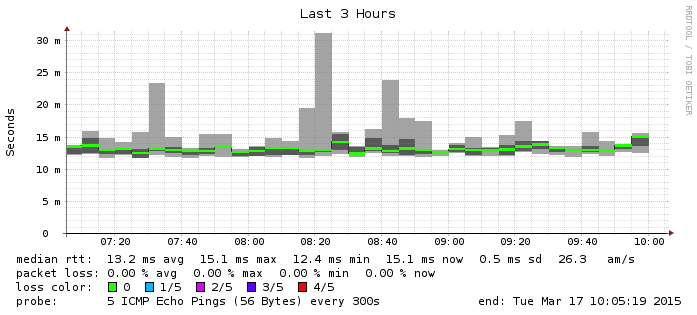 Last 3 Hours
RRDTOOL / TOBI OETIKER
Seconds
30 m
25 m
20 m
15 m
10 m
5 m
0
07:20 07:40 08:00 08:20 08:40 09:00 09:20 09:40 10:00
median rtt: 13.2 ms avg 15.1 ms max 12.4 ms min 15.1 ms now 0.5 ms sd 26.3 am/s
packet loss: 0.00 % avg 0.00 % max 0.00 % min 0.00 % now
loss color: 0 1/5 2/5 3/5 4/5
probe: 5 ICMP Echo Pings (56 Bytes) every 300s end: Tue Mar 17 10:05:19 2015